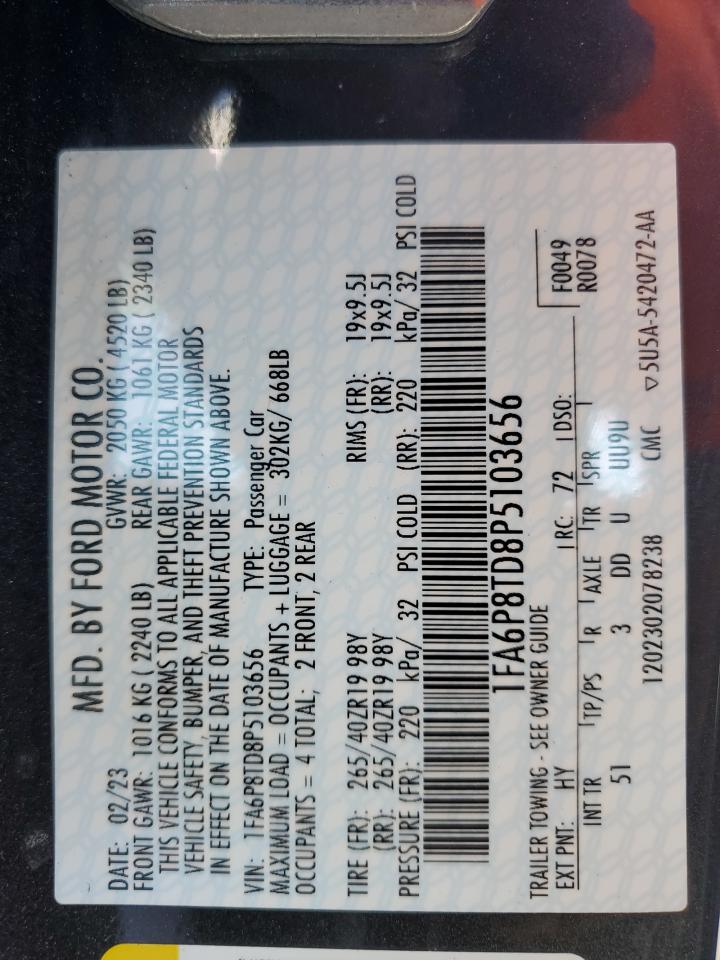 MFD. BY FORD MOTOR CO.
DATE: 02/23 GVWR: 2050 KG ( 4520 LB)
FRONT GAWR: 1016 KG ( 2240 LB) REAR GAWR: 1061 KG ( 2340 LB)
THIS VEHICLE CONFORMS TO ALL APPLICABLE FEDERAL MOTOR
VEHICLE SAFETY, BUMPER, AND THEFT PREVENTION STANDARDS
IN EFFECT ON THE DATE OF MANUFACTURE SHOWN ABOVE.
VIN: 1FA6P8TD8P5103656 TYPE: Passenger Car
MAXIMUM LOAD = OCCUPANTS + LUGGAGE = 302KG/ 668LB
OCCUPANTS = 4 TOTAL; 2 FRONT, 2 REAR
TIRE (FR): 265/40ZR19 98Y RIMS (FR): 19x9.5J
(RR): 265/40ZR19 98Y (RR): 19x9.5J
PRESSURE (FR): 220 kPa/ 32 PSI COLD (RR): 220 kPa/ 32 PSI COLD
1FA6P8TD8P5103656
TRAILER TOWING - SEE OWNER GUIDE
F0049
EXT PNT: HY RC: 72 DSO: R0078
INT TR TP/PS R AXLE TR SPR
51 3 DD U UU9U
1202302078238 CMC ▽5U5A-5420472-AA